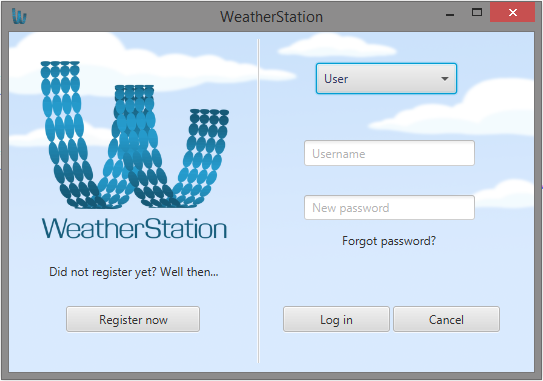 WeatherStation
WeatherStation
Did not register yet? Well then...
Register now
User
Username
New password
Forgot password?
Log in
Cancel